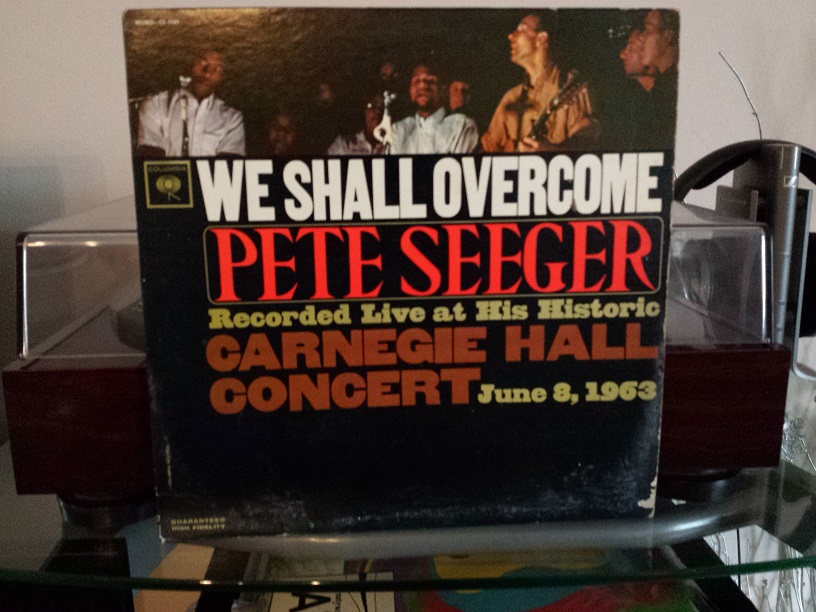 COLUMBIA
WE SHALL OVERCOME
PETE SEEGER
Recorded Live at His Historic
CARNEGIE HALL
CONCERT June 8, 1963
GUARANTEED
HIGH FIDELITY